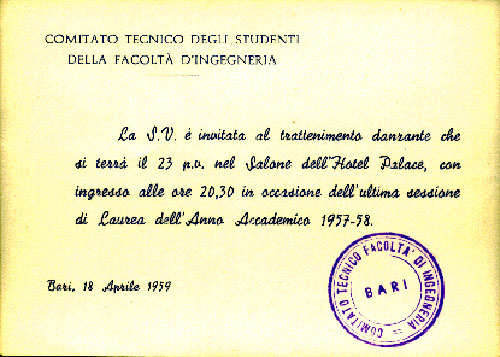 COMITATO TECNICO DEGLI STUDENTI
DELLA FACOLTÀ D'INGEGNERIA
La S.V. è invitata al trattenimento danzante che
si terrà il 23 p.v. nel Salone dell'Hotel Palace, con
ingresso alle ore 20,30 in occasione dell'ultima sessione
di Laurea dell'Anno Accademico 1957-58.
Bari, 18 Aprile 1959
COMITATO TECNICO FACOLTA' DI INGEGNERIA
BARI